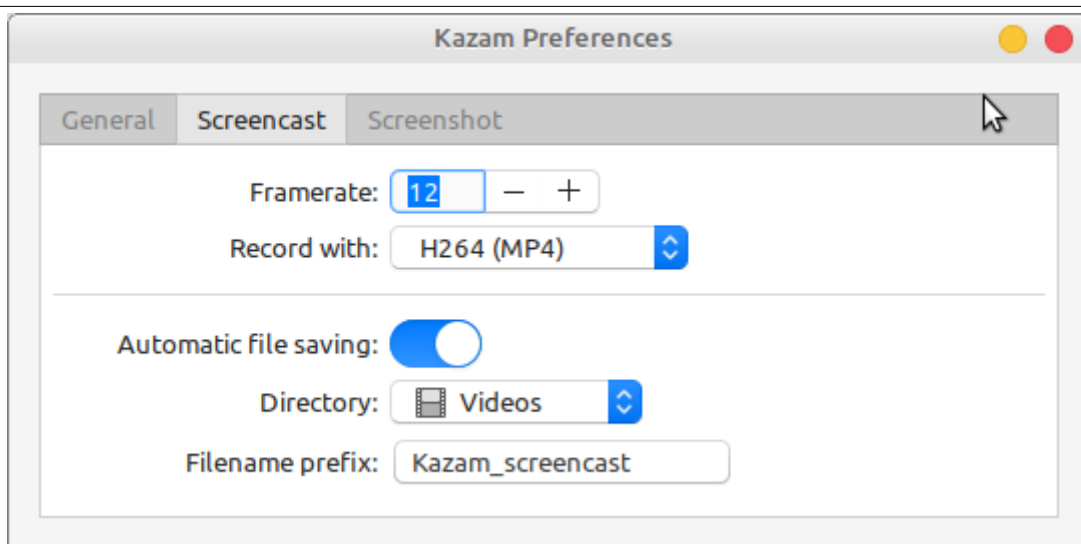 Kazam Preferences
General Screencast Screenshot
Framerate: 12 − +
Record with: H264 (MP4)
Automatic file saving:
Directory: Videos
Filename prefix: Kazam_screencast